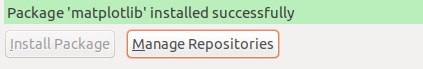 Package 'matplotlib' installed successfully
Install Package
Manage Repositories